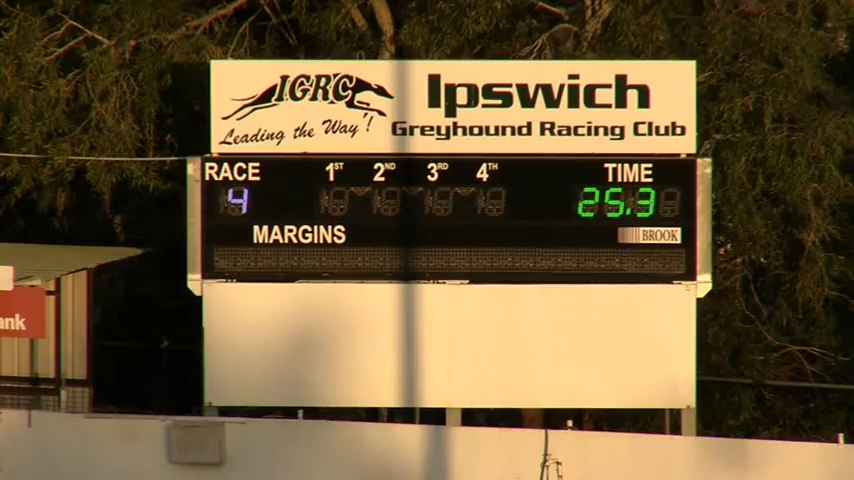 IGRC
Leading the Way!
Ipswich
Greyhound Racing Club
RACE 1ST 2ND 3RD 4TH TIME
4 25.3
MARGINS BROOK
ank